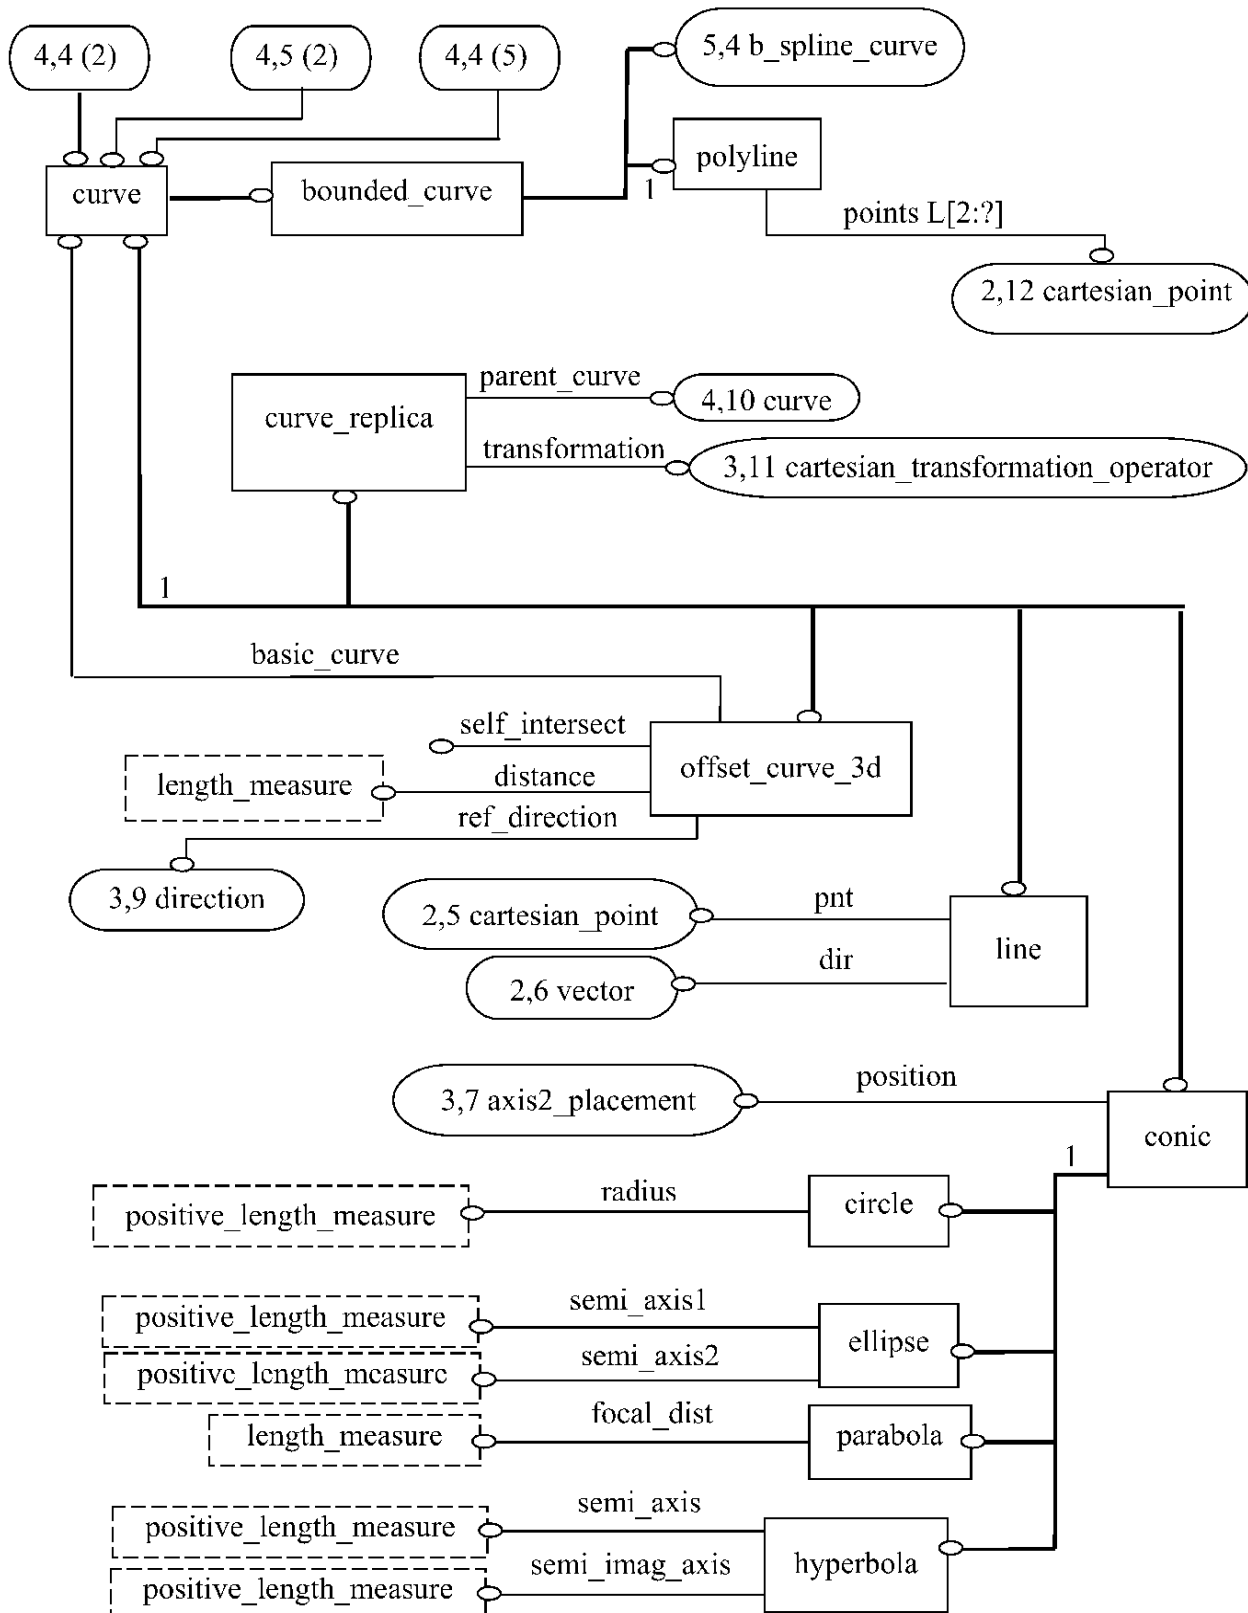 4,4 (2)
4,5 (2)
4,4 (5)
5,4 b_spline_curve
curve
bounded_curve
1
polyline
points L[2:?]
2,12 cartesian_point
curve_replica
parent_curve
4,10 curve
transformation
3,11 cartesian_transformation_operator
1
basic_curve
self_intersect
length_measure
distance
offset_curve_3d
ref_direction
3,9 direction
2,5 cartesian_point
pnt
line
2,6 vector
dir
3,7 axis2_placement
position
conic
1
positive_length_measure
radius
circle
positive_length_measure
semi_axis1
ellipse
positive_length_measure
semi_axis2
length_measure
focal_dist
parabola
positive_length_measure
semi_axis
hyperbola
positive_length_measure
semi_imag_axis